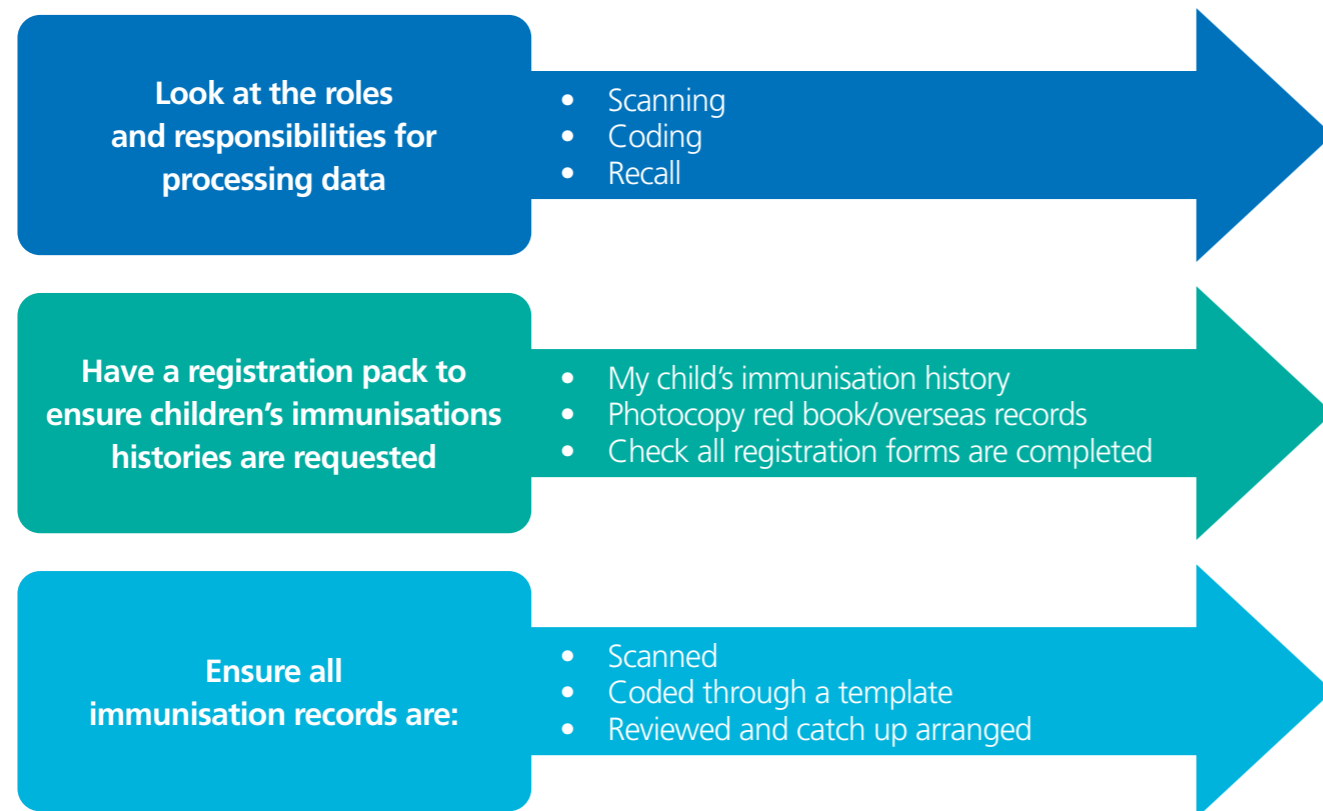 Look at the roles
and responsibilities for
processing data
• Scanning
• Coding
• Recall
Have a registration pack to
ensure children’s immunisations
histories are requested
• My child’s immunisation history
• Photocopy red book/overseas records
• Check all registration forms are completed
Ensure all
immunisation records are:
• Scanned
• Coded through a template
• Reviewed and catch up arranged